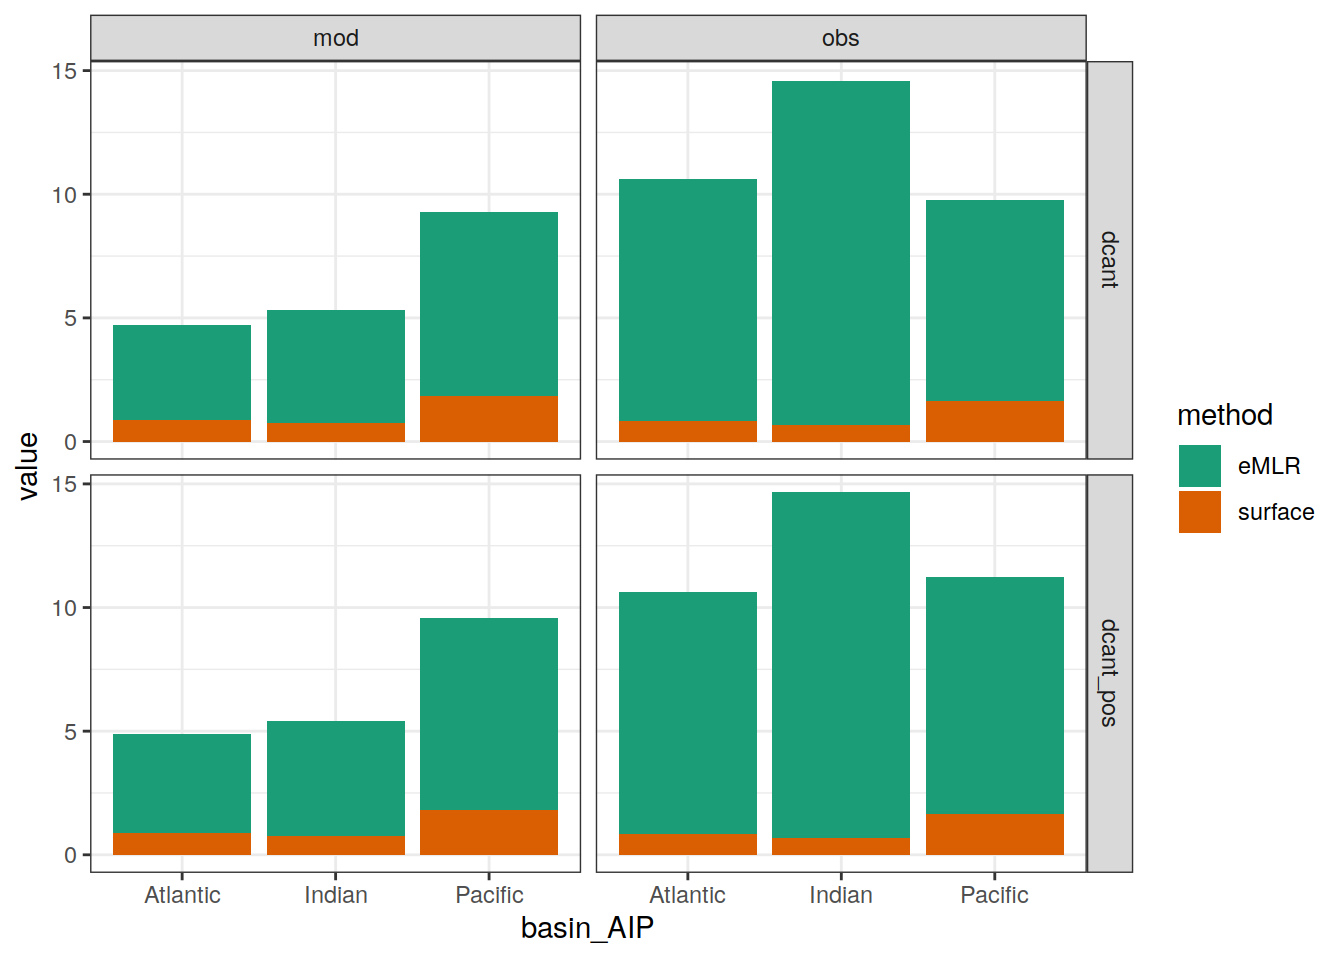 mod
obs
15
10
5
0
dcant
15
10
5
0
dcant_pos
value
Atlantic
Indian
Pacific
Atlantic
Indian
Pacific
basin_AIP
method
eMLR
surface